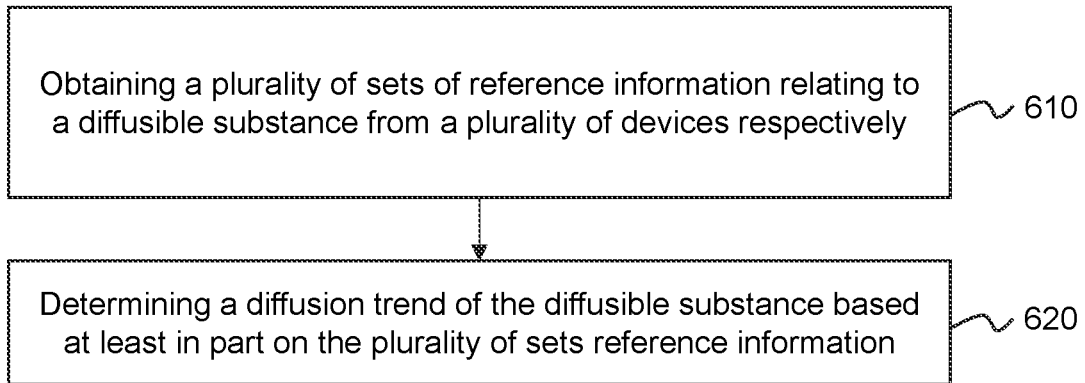 Obtaining a plurality of sets of reference information relating to
a diffusible substance from a plurality of devices respectively
610
Determining a diffusion trend of the diffusible substance based
at least in part on the plurality of sets reference information
620